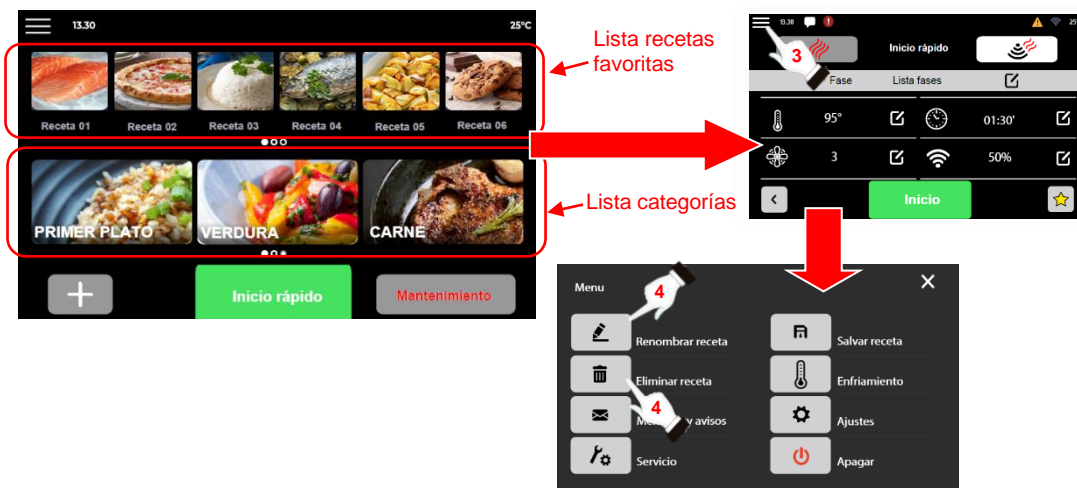 13.30
25°C
Receta 01
Receta 02
Receta 03
Receta 04
Receta 05
Receta 06
PRIMER PLATO
VERDURA
CARNE
Inicio rápido
Mantenimiento
Lista recetas
favoritas
Lista categorías
13.30
25
3
Inicio rápido
Fase
Lista fases
95°
01:30'
3
50%
Inicio
Menu
4
Renombrar receta
Salvar receta
Eliminar receta
Enfriamiento
4
y avisos
Ajustes
Servicio
Apagar